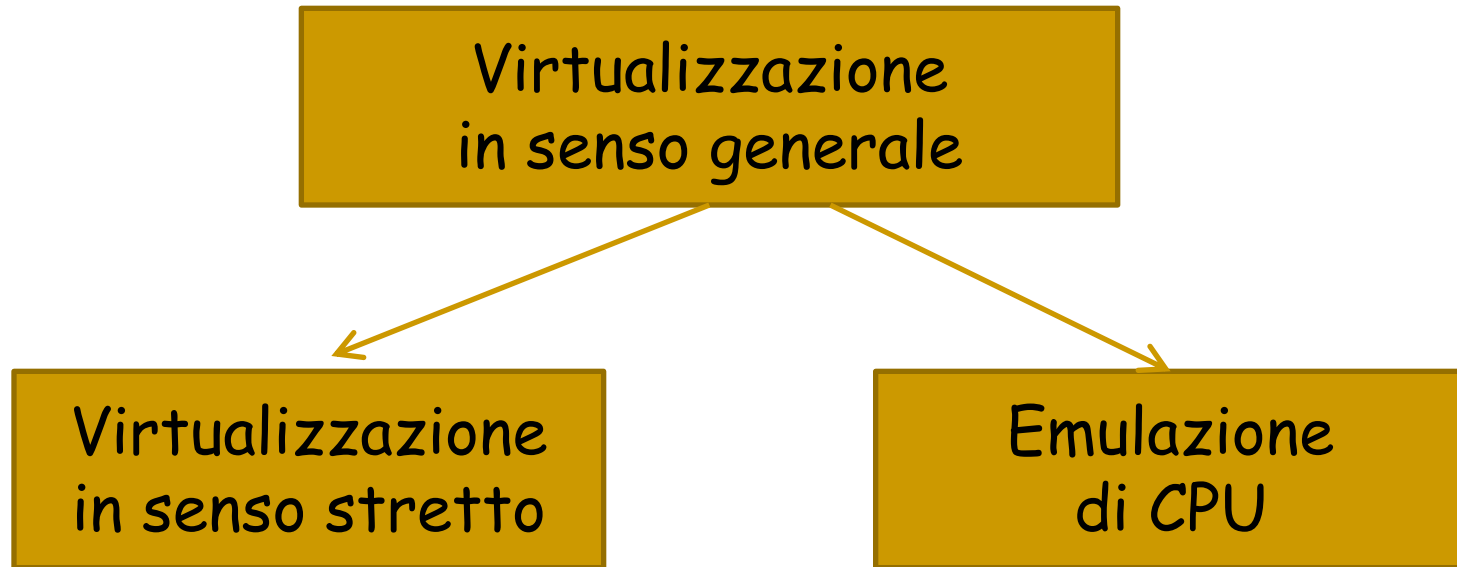 Virtualizzazione
in senso generale
Virtualizzazione
in senso stretto
Emulazione
di CPU